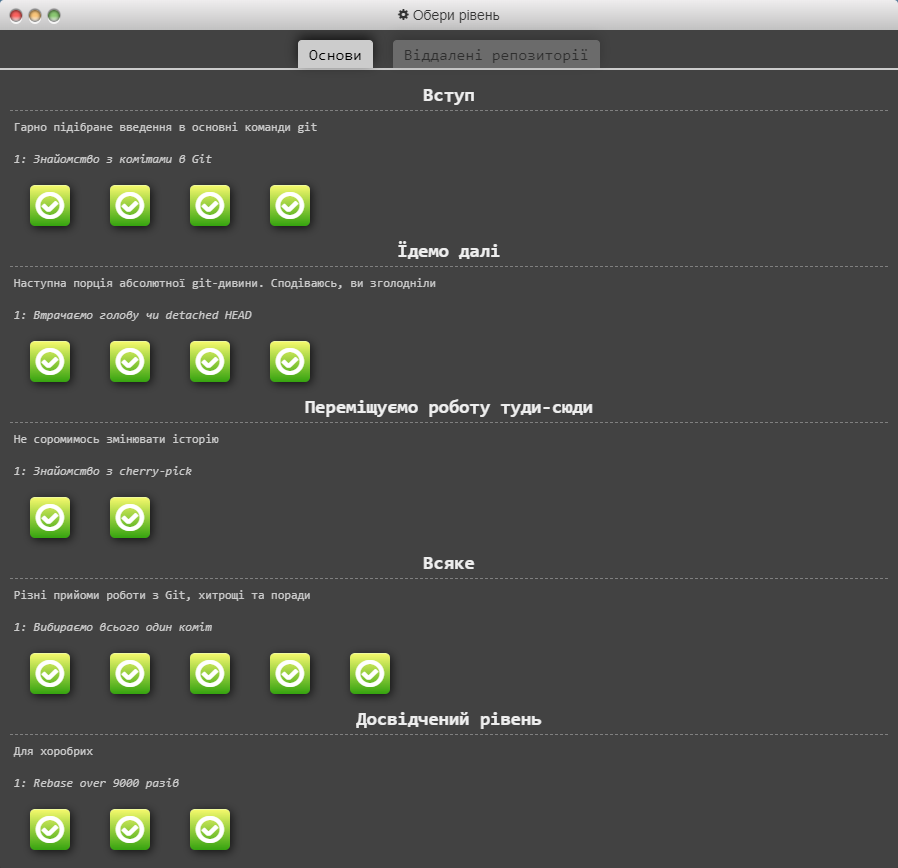 Обери рівень
Основи
Віддалені репозиторії
Вступ
Гарно підібране введення в основні команди git
1: Знайомство з комітами в Git
Їдемо далі
Наступна порція абсолютної git-дивини. Сподіваюсь, ви зголодніли
1: Втрачаємо голову чи detached HEAD
Переміщуємо роботу туди-сюди
Не соромимось змінювати історію
1: Знайомство з cherry-pick
Всяке
Різні прийоми роботи з Git, хитрощі та поради
1: Вибираємо всього один коміт
Досвідчений рівень
Для хоробрих
1: Rebase over 9000 разів